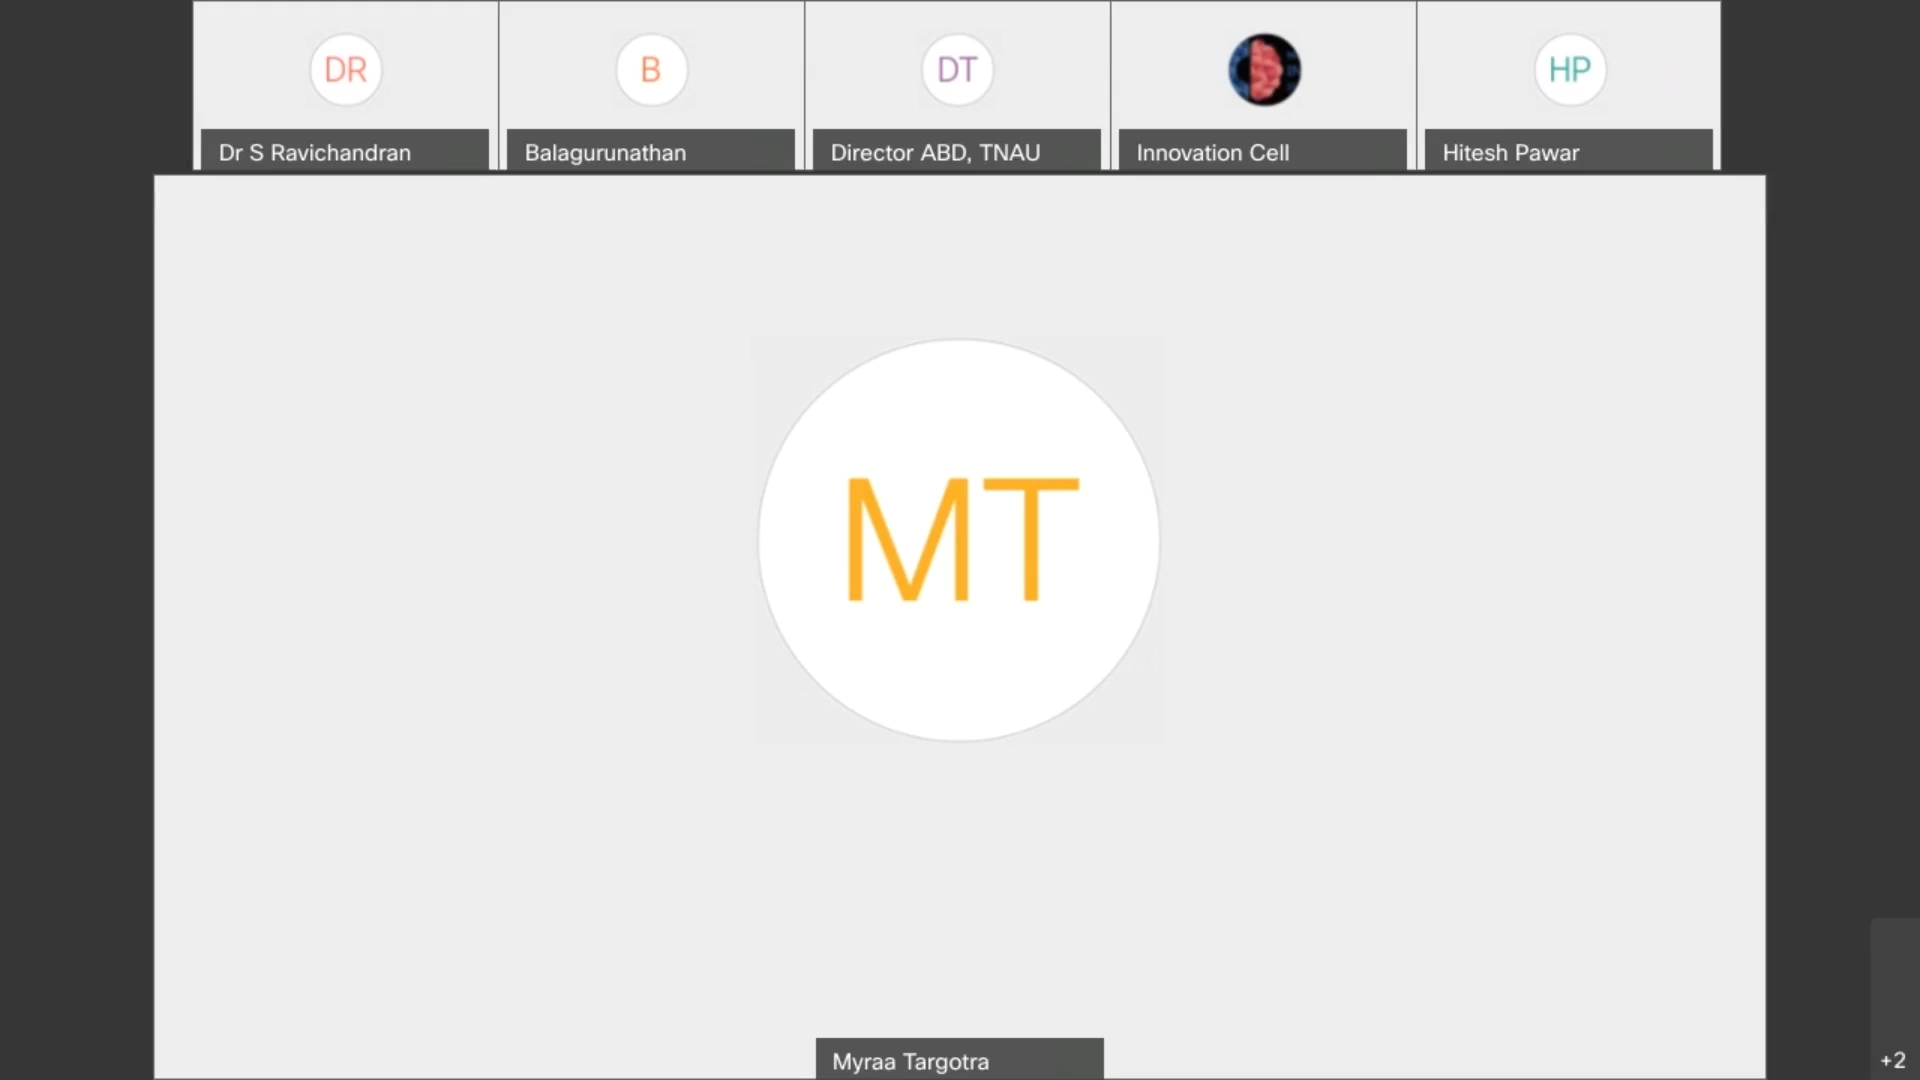 DR
B
DT
HP
Dr S Ravichandran
Balagurunathan
Director ABD, TNAU
Innovation Cell
Hitesh Pawar
MT
Myraa Targotra
+2